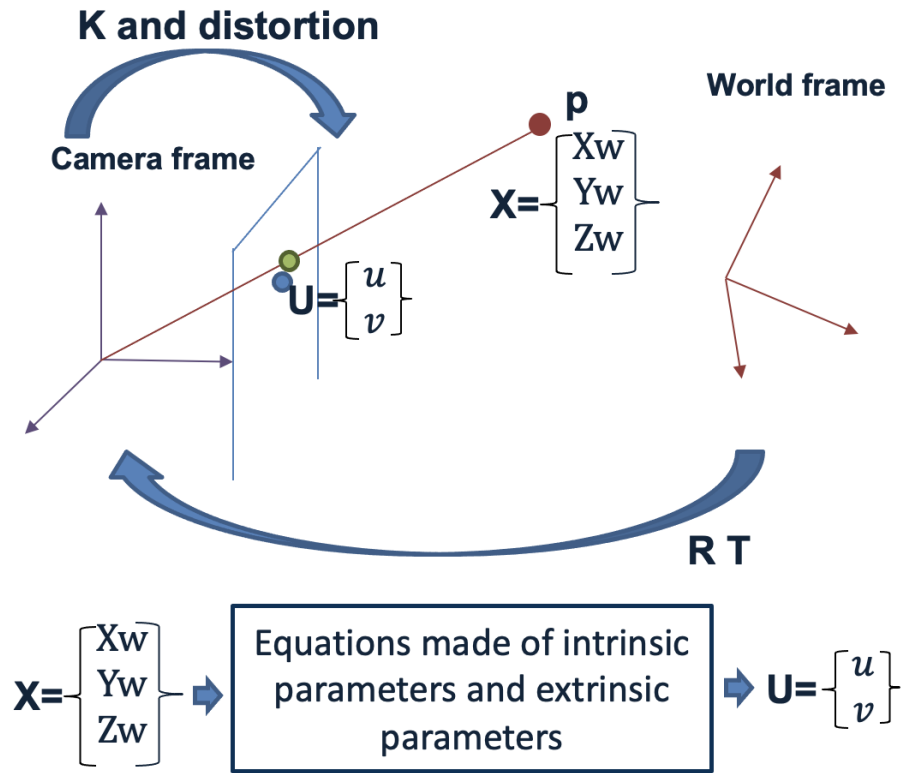 K and distortion
World frame
Camera frame
p
X= Xw
Yw
Zw
U= u
v
R T
X= Xw
Yw
Zw
Equations made of intrinsic
parameters and extrinsic
parameters
U= u
v